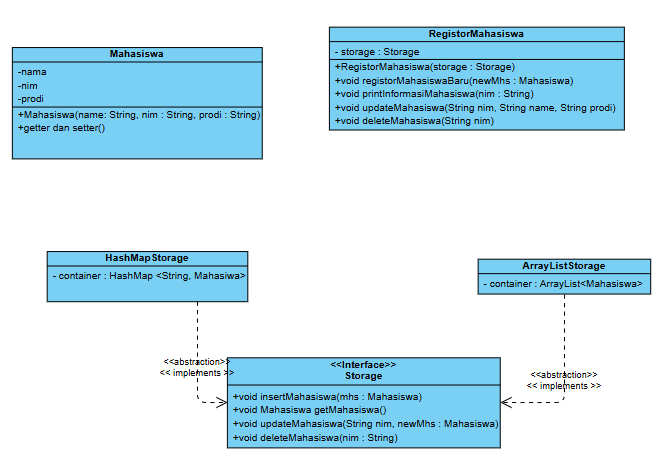 Mahasiswa
-nama
-nim
-prodi
+Mahasiswa(name: String, nim : String, prodi : String)
+getter dan setter()
RegistorMahasiswa
- storage : Storage
+RegistorMahasiswa(storage : Storage)
+void registorMahasiswaBaru(newMhs : Mahasiswa)
+void printInformasiMahasiswa(nim : String)
+void updateMahasiswa(String nim, String name, String prodi)
+void deleteMahasiswa(String nim)
HashMapStorage
- container : HashMap <String, Mahasiwa>
ArrayListStorage
- container : ArrayList<Mahasiswa>
<<abstraction>>
<< implements >>
<<abstraction>>
<< implements >>
<<Interface>>
Storage
+void insertMahasiswa(mhs : Mahasiswa)
+void Mahasiswa getMahasiswa()
+void updateMahasiswa(String nim, newMhs : Mahasiswa)
+void deleteMahasiswa(nim : String)